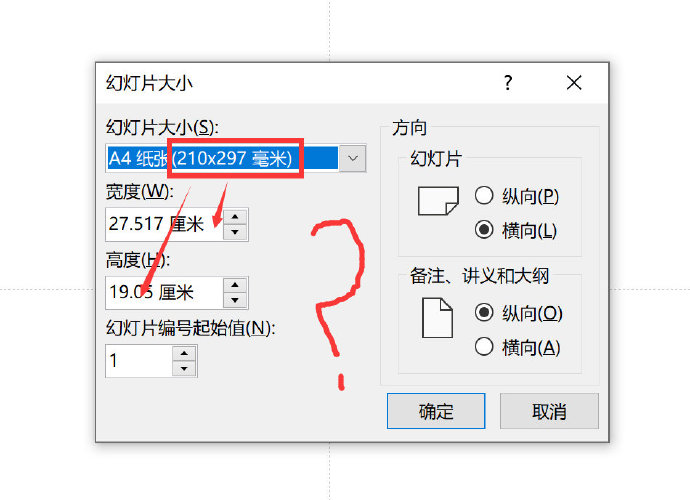 幻灯片大小 ?
幻灯片大小(S):
A4 纸张(210x297 毫米)
宽度(W):
27.517 厘米
高度(H):
19.05 厘米
幻灯片编号起始值(N):
1
方向
幻灯片
纵向(P)
横向(L)
备注、讲义和大纲
纵向(O)
横向(A)
?
确定 取消